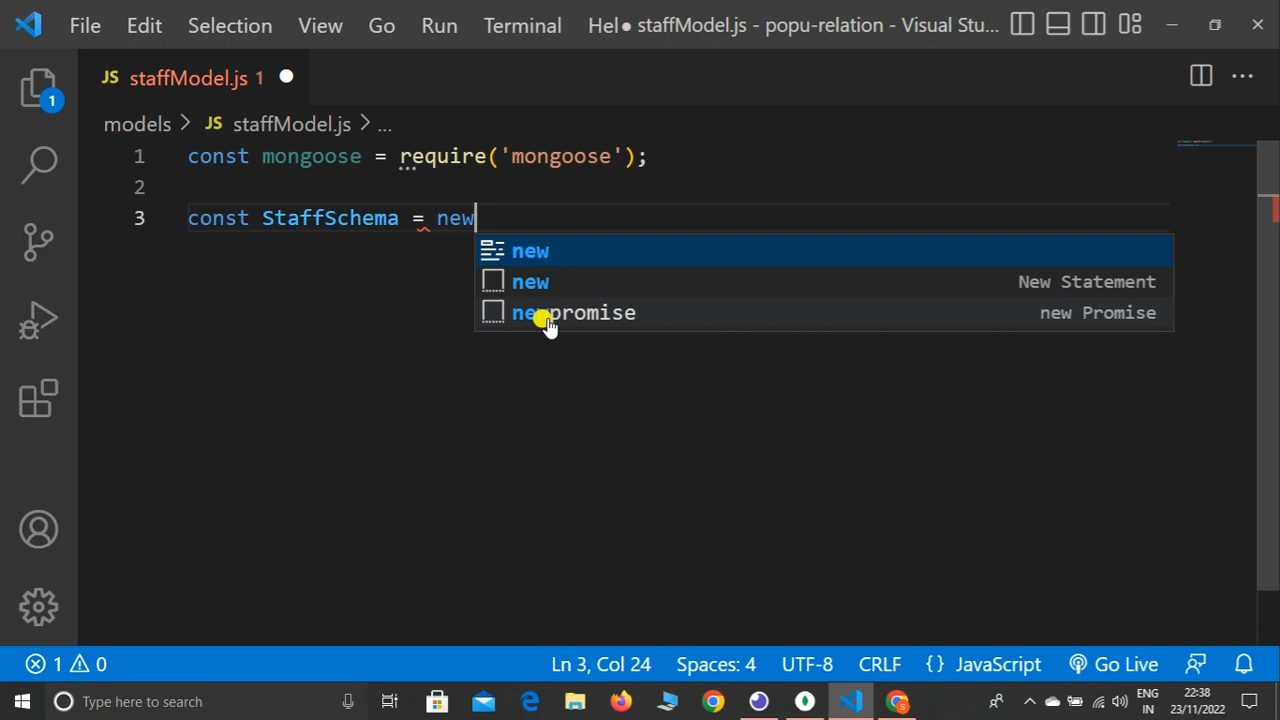 File Edit Selection View Go Run Terminal Hel ● staffModel.js - popu-relation - Visual Stu...
JS staffModel.js 1
models > JS staffModel.js > ...
1 const mongoose = require('mongoose');
2
3 const StaffSchema = new
new
new New Statement
newpromise new Promise
1
1 0 Ln 3, Col 24 Spaces: 4 UTF-8 CRLF {} JavaScript Go Live
Type here to search
ENG
IN
22:38
23/11/2022